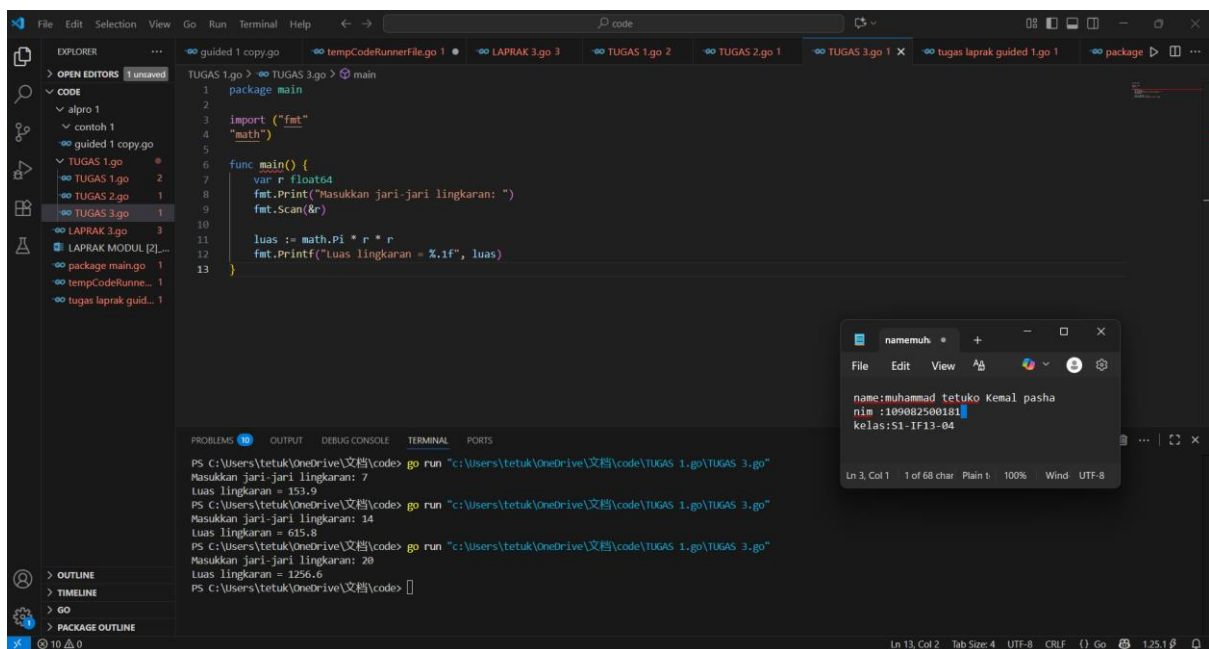 File Edit Selection View Go Run Terminal Help
code
EXPLORER
OPEN EDITORS 1 unsaved
CODE
alpro 1
contoh 1
guided 1 copy.go
TUGAS 1.go
TUGAS 1.go 2
TUGAS 2.go 1
TUGAS 3.go 1
LAPRAK 3.go 3
LAPRAK MODUL [2]_...
package main.go 1
tempCodeRunne... 1
tugas laprak guid... 1
OUTLINE
TIMELINE
GO
PACKAGE OUTLINE
guided 1 copy.go tempCodeRunnerFile.go 1 LAPRAK 3.go 3 TUGAS 1.go 2 TUGAS 2.go 1 TUGAS 3.go 1 tugas laprak guided 1.go 1 package
TUGAS 1.go > TUGAS 3.go > main
1 package main
2
3 import ("fmt"
4 "math")
5
6 func main() {
7 var r float64
8 fmt.Print("Masukkan jari-jari lingkaran: ")
9 fmt.Scan(&r)
10
11 luas := math.Pi * r * r
12 fmt.Printf("Luas lingkaran = %.1f", luas)
13 }
namemuh
File Edit View
name:muhammad tetuko Kemal pasha
nim :109082500181
kelas:S1-IF13-04
Ln 3, Col 1 1 of 68 char Plain t 100% Wind UTF-8
PROBLEMS 10 OUTPUT DEBUG CONSOLE TERMINAL PORTS
PS C:\Users\tetuk\OneDrive\文档\code> go run "c:\Users\tetuk\OneDrive\文档\code\TUGAS 1.go\TUGAS 3.go"
Masukkan jari-jari lingkaran: 7
Luas lingkaran = 153.9
PS C:\Users\tetuk\OneDrive\文档\code> go run "c:\Users\tetuk\OneDrive\文档\code\TUGAS 1.go\TUGAS 3.go"
Masukkan jari-jari lingkaran: 14
Luas lingkaran = 615.8
PS C:\Users\tetuk\OneDrive\文档\code> go run "c:\Users\tetuk\OneDrive\文档\code\TUGAS 1.go\TUGAS 3.go"
Masukkan jari-jari lingkaran: 20
Luas lingkaran = 1256.6
PS C:\Users\tetuk\OneDrive\文档\code>
10 0 Ln 13, Col 2 Tab Size: 4 UTF-8 CRLF {} Go 1.25.1